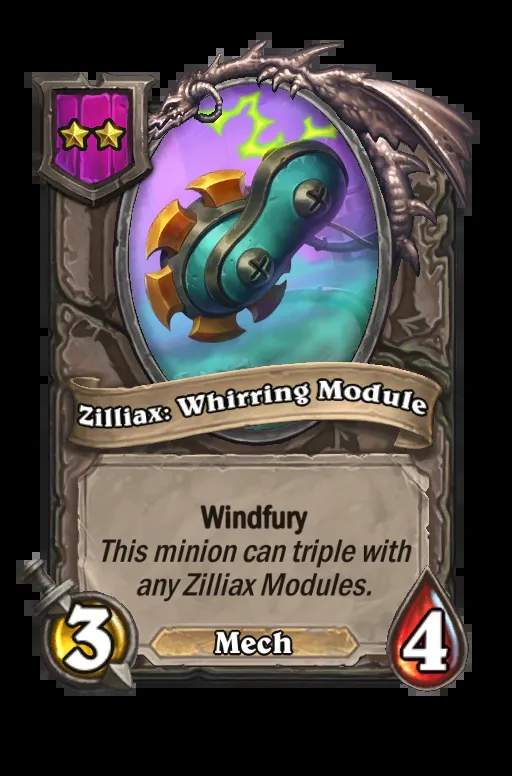 Zilliax: Whirring Module
Windfury
This minion can triple with
any Zilliax Modules.
3
Mech
4